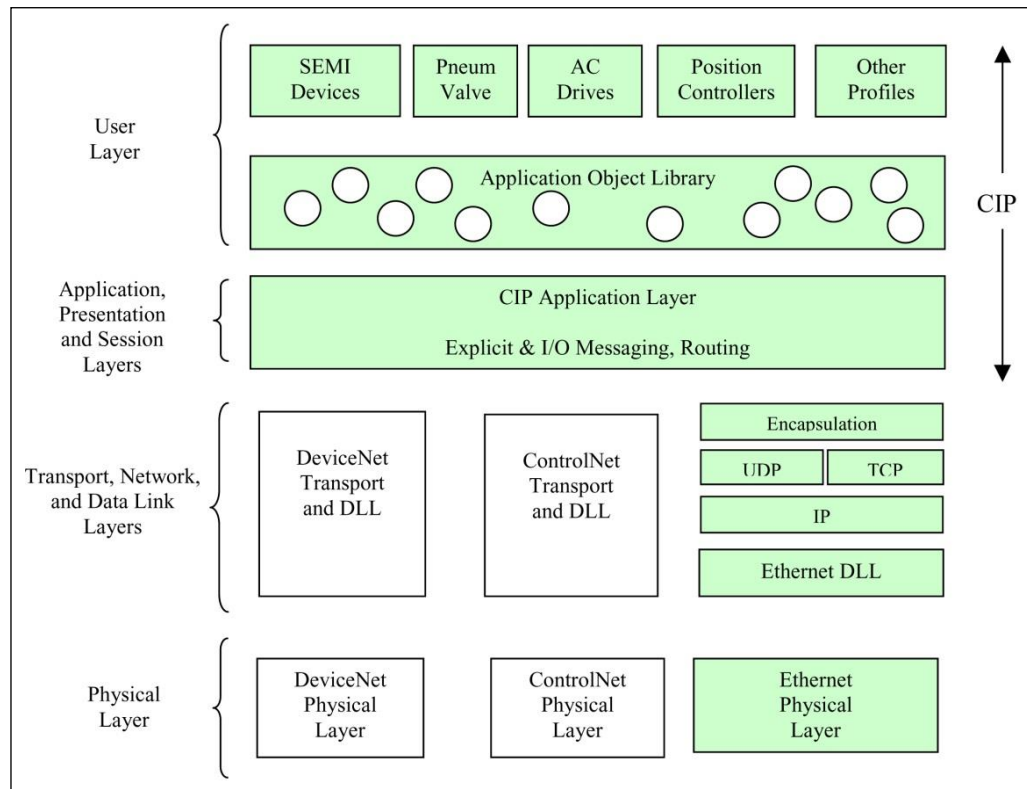 SEMI
Devices
Pneum
Valve
AC
Drives
Position
Controllers
Other
Profiles
User
Layer
Application Object Library
CIP
Application,
Presentation
and Session
Layers
CIP Application Layer
Explicit & I/O Messaging, Routing
Transport, Network,
and Data Link
Layers
DeviceNet
Transport
and DLL
ControlNet
Transport
and DLL
Encapsulation
UDP
TCP
IP
Ethernet DLL
Physical
Layer
DeviceNet
Physical
Layer
ControlNet
Physical
Layer
Ethernet
Physical
Layer